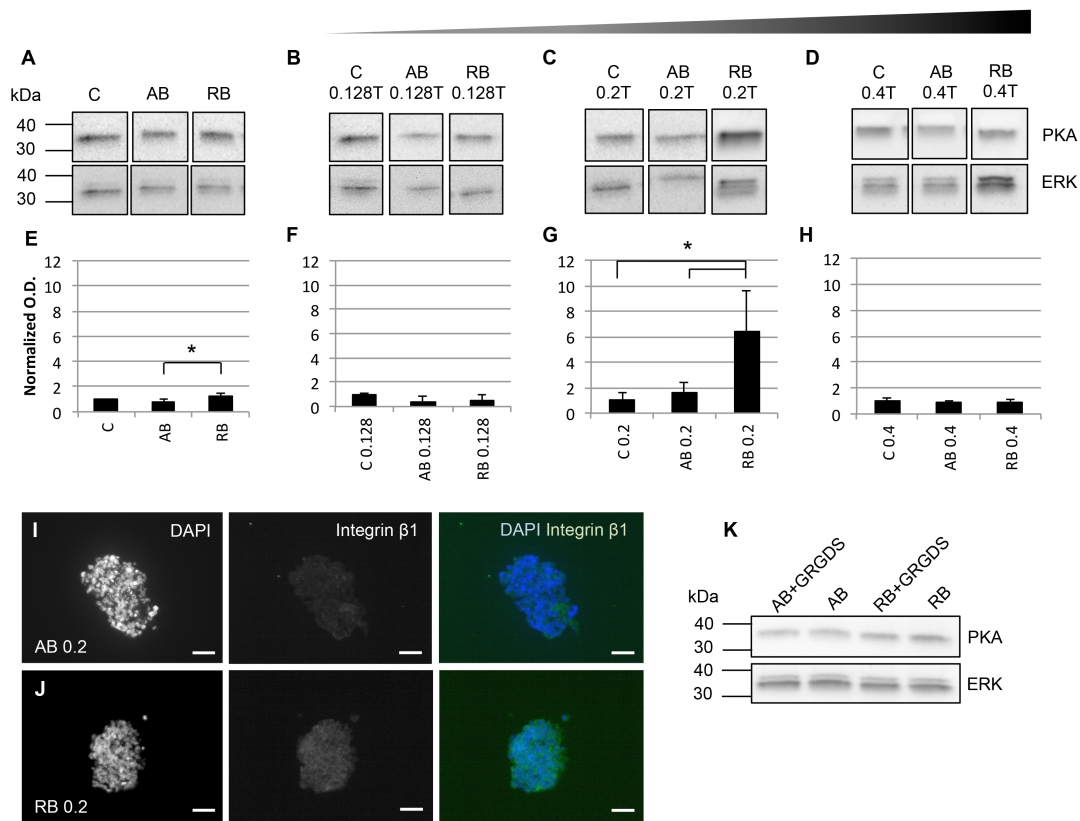 A
kDa
C AB RB
40
30
40
30
B
C AB RB
0.128T 0.128T 0.128T
C
C AB RB
0.2T 0.2T 0.2T
D
C AB RB
0.4T 0.4T 0.4T
PKA
ERK
E
Normalized O.D.
12
10
8
6
4
2
0
*
C
AB
RB
F
12
10
8
6
4
2
0
C 0.128
AB 0.128
RB 0.128
G
12
10
8
6
4
2
0
*
C 0.2
AB 0.2
RB 0.2
H
12
10
8
6
4
2
0
C 0.4
AB 0.4
RB 0.4
I
DAPI
Integrin β1
DAPI Integrin β1
AB 0.2
J
RB 0.2
K
kDa
AB+GRGDS
AB
RB+GRGDS
RB
40
30
PKA
40
30
ERK